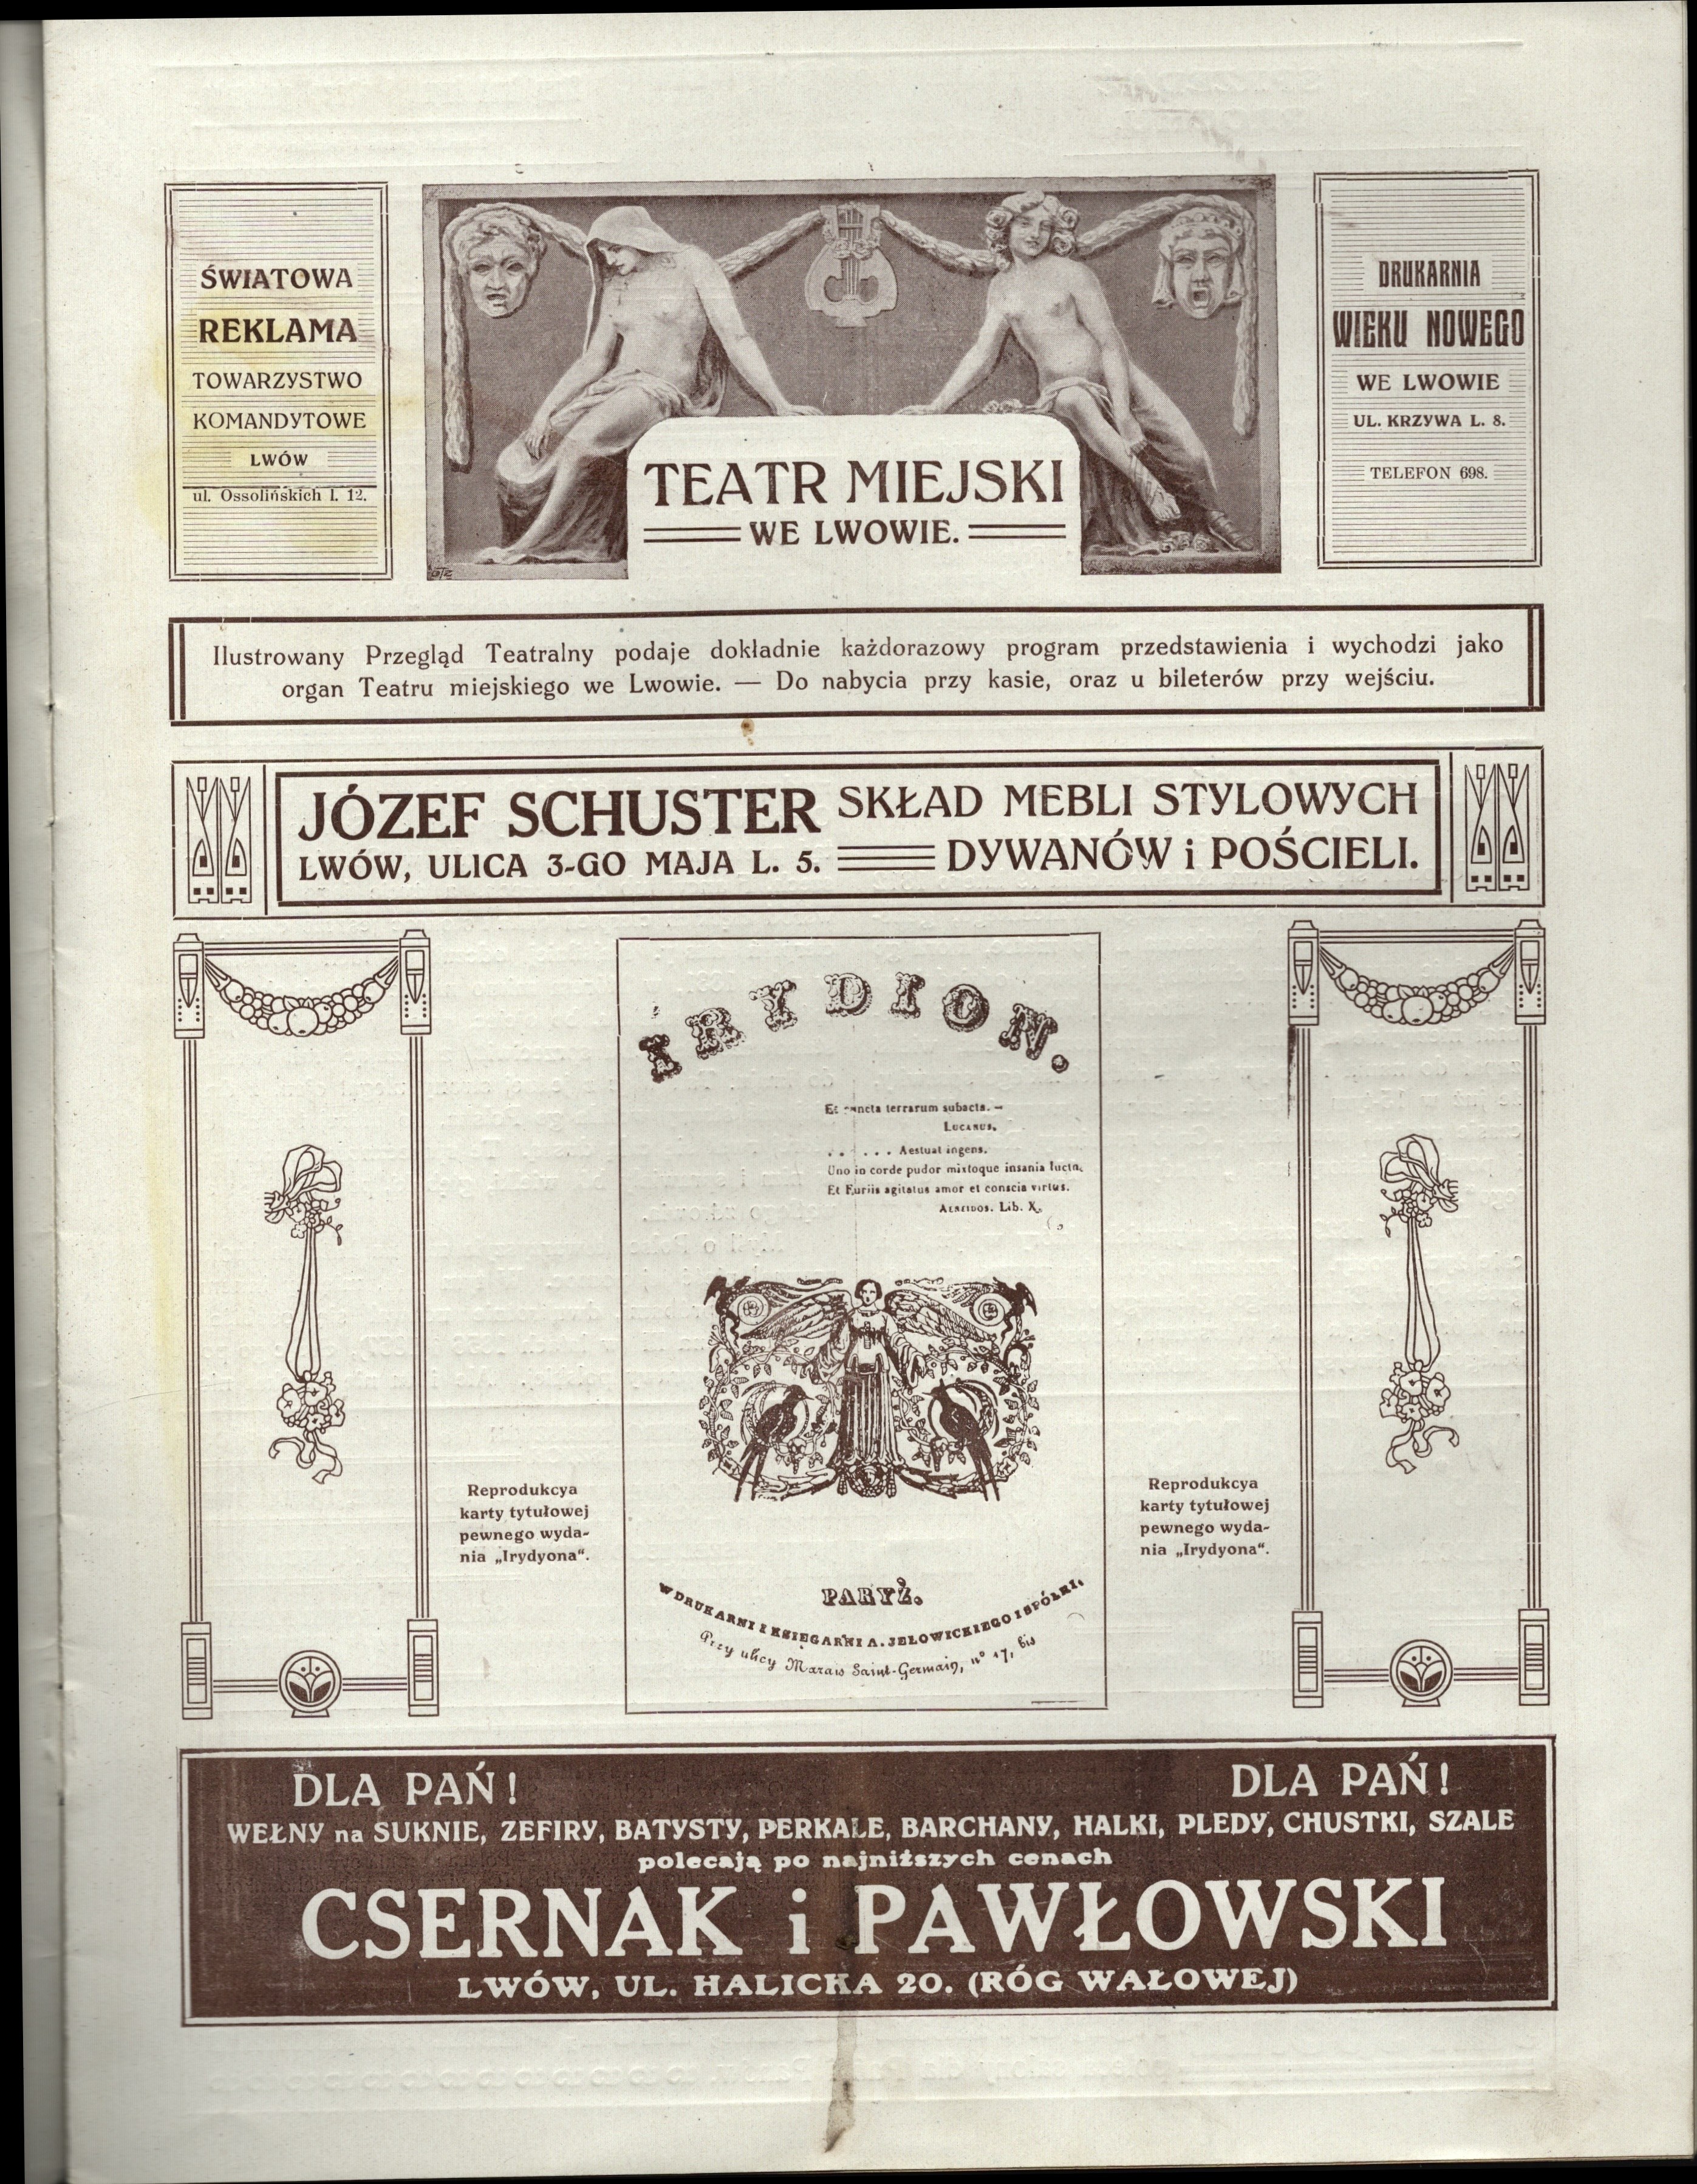 ŚWIATOWA
REKLAMA
TOWARZYSTWO
KOMANDYTOWE
LWÓW
ul. Ossolińskich l. 12.
TEATR MIEJSKI
WE LWOWIE.
DRUKARNIA
WIEKU NOWEGO
WE LWOWIE
UL. KRZYWA L. 8.
TELEFON 698.
Ilustrowany Przegląd Teatralny podaje dokładnie każdorazowy program przedstawienia i wychodzi jako
organ Teatru miejskiego we Lwowie. — Do nabycia przy kasie, oraz u bileterów przy wejściu.
JÓZEF SCHUSTER
LWÓW, ULICA 3-GO MAJA L. 5.
SKŁAD MEBLI STYLOWYCH
DYWANÓW i POŚCIELI.
IRYDION.
Et cuncta terrarum subacta. —
LUCANUS.
. . . . . . Aestuat ingens.
Uno in corde pudor mixtoque insania luctu,
Et Furiis agitatus amor et conscia virtus.
AENEIDOS. Lib. X.
Reprodukcya
karty tytułowej
pewnego wyda-
nia „Irydyona“.
PARYŻ.
W DRUKARNI I KSIĘGARNI A. JEŁOWICKIEGO I SPÓŁKI.
Przy ulicy Marais Saint-Germain, nº 17, bis
Reprodukcya
karty tytułowej
pewnego wyda-
nia „Irydyona“.
DLA PAŃ! DLA PAŃ!
WEŁNY na SUKNIE, ZEFIRY, BATYSTY, PERKALE, BARCHANY, HALKI, PLEDY, CHUSTKI, SZALE
polecają po najniższych cenach
CSERNAK i PAWŁOWSKI
LWÓW, UL. HALICKA 20. (RÓG WAŁOWEJ)